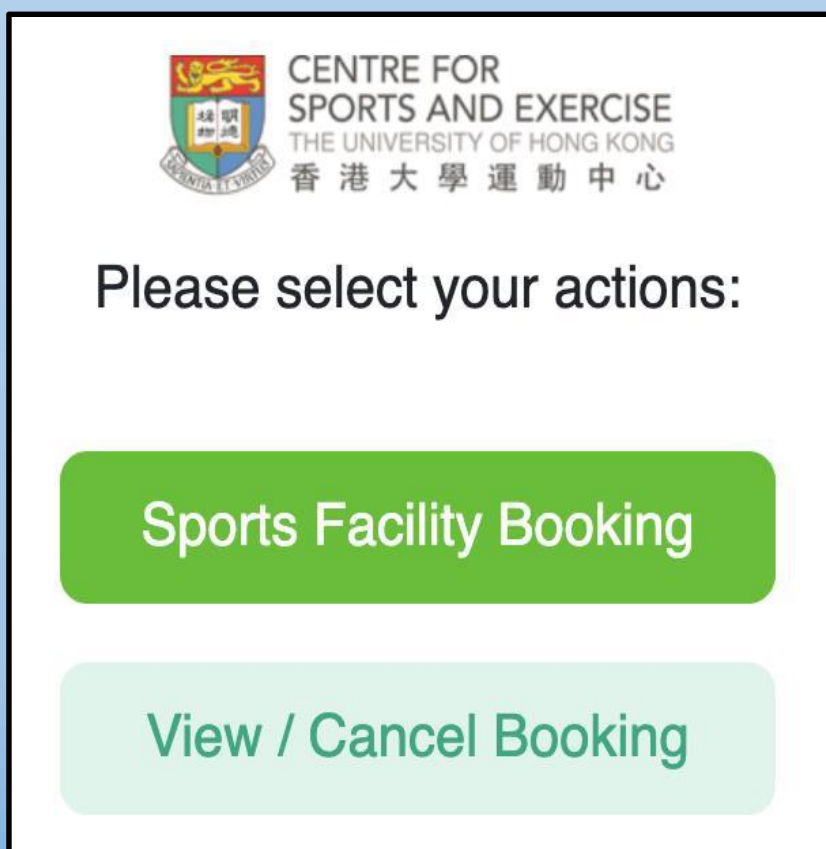 CENTRE FOR
SPORTS AND EXERCISE
THE UNIVERSITY OF HONG KONG
香港大學運動中心
Please select your actions:
Sports Facility Booking
View / Cancel Booking